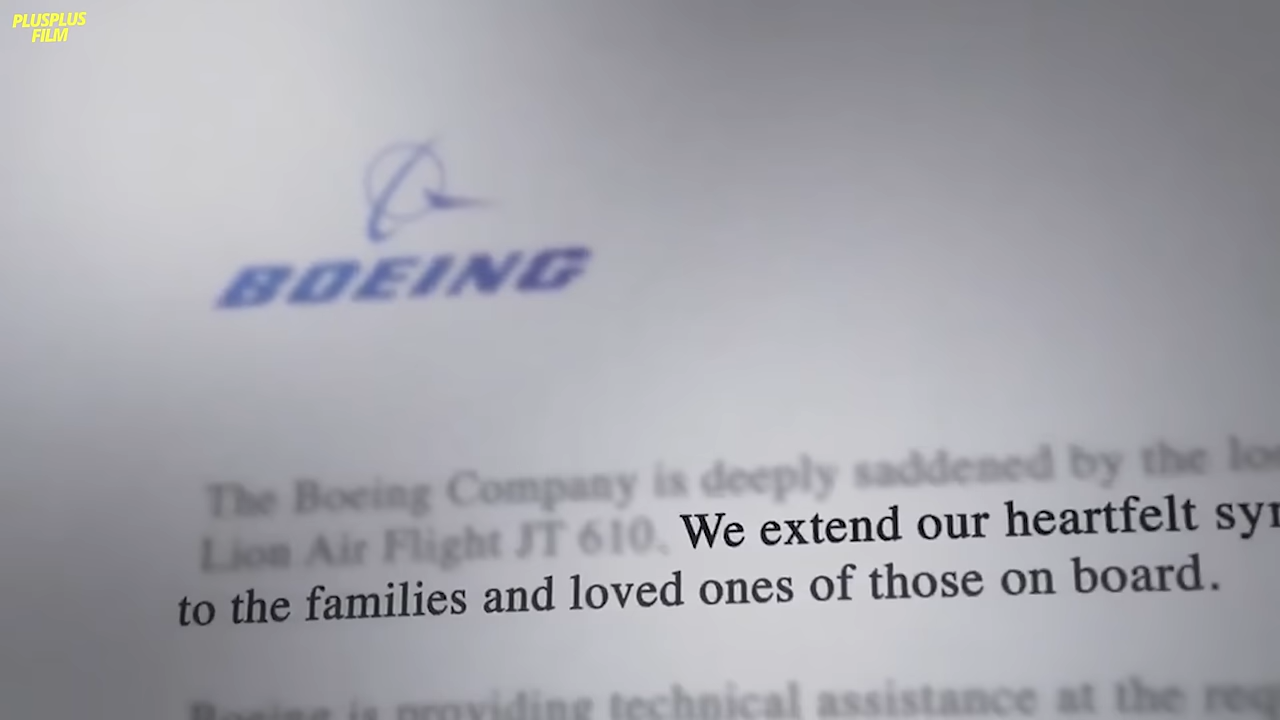 PLUSPLUS
FILM
BOEING
The Boeing Company is deeply saddened by the
Lion Air Flight JT 610. We extend our heartfelt
to the families and loved ones of those on board.
Boeing is providing technical assistance at the